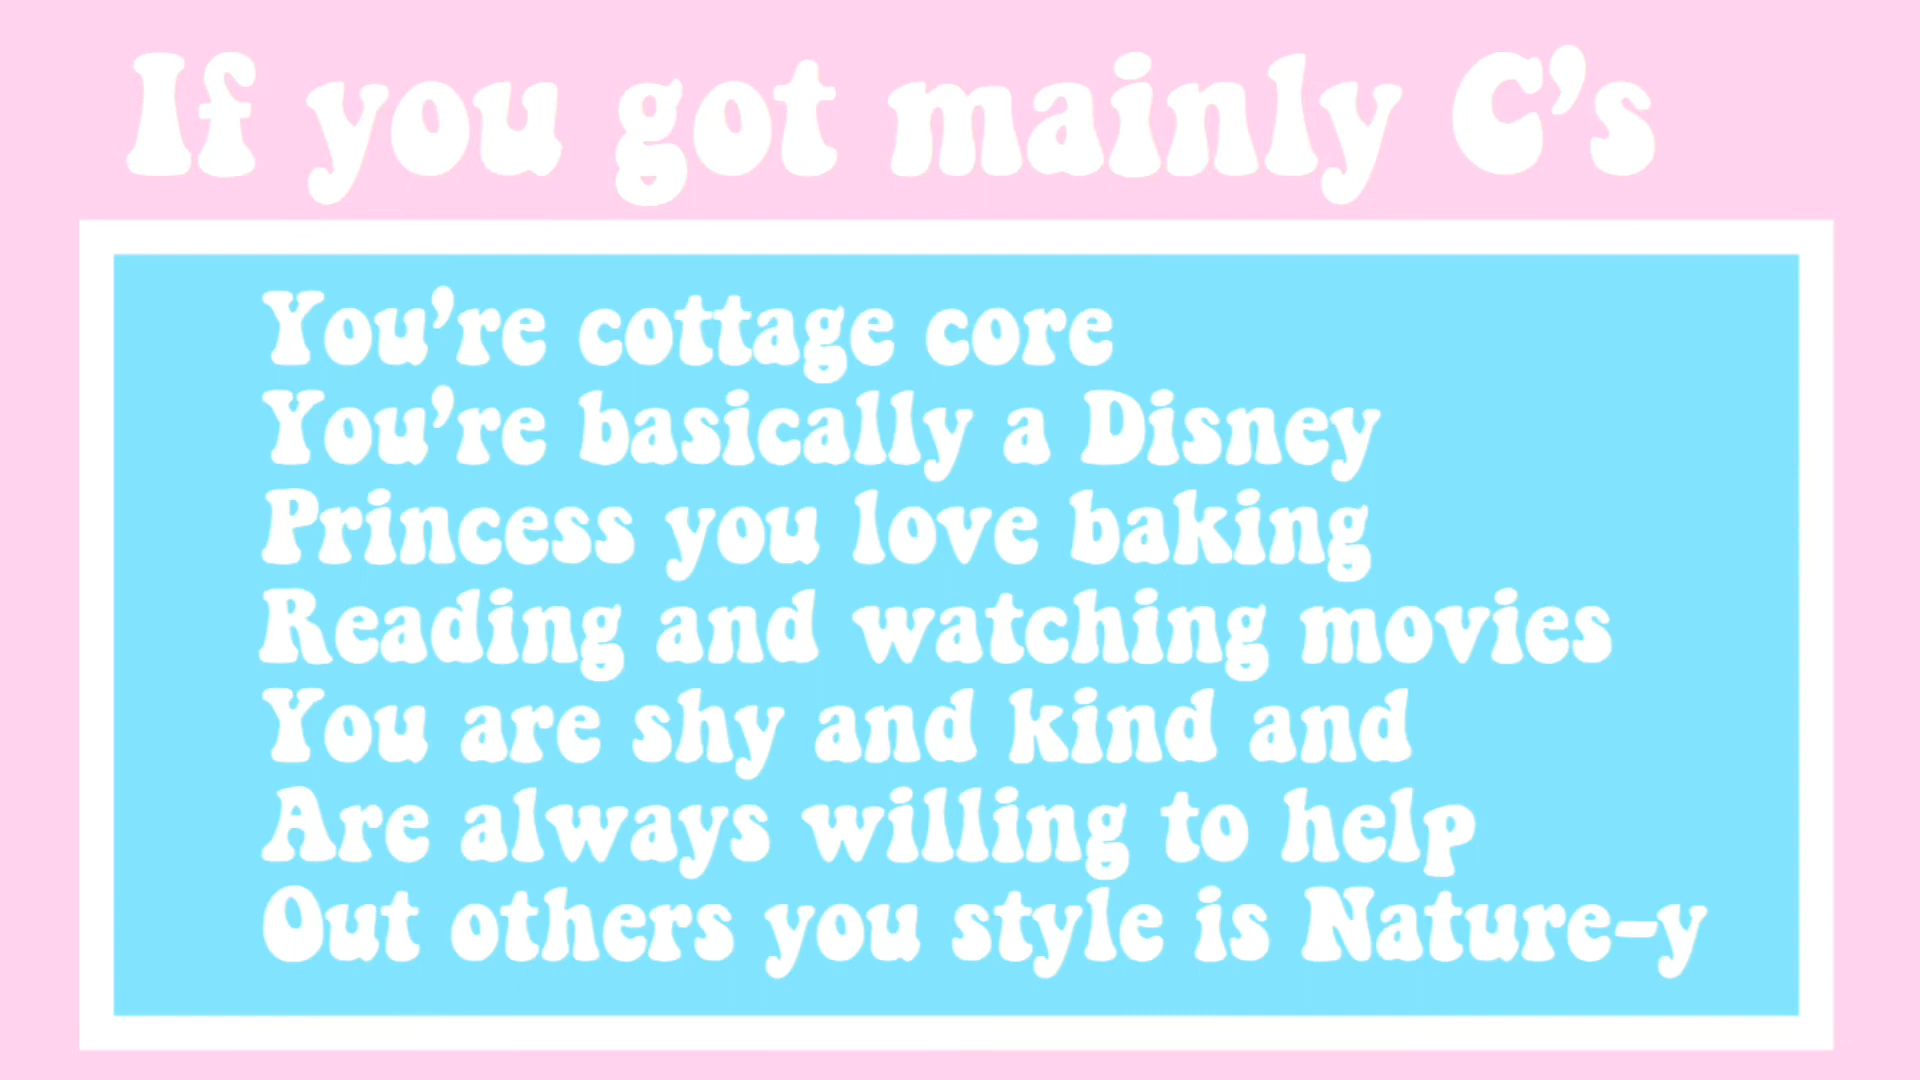 If you got mainly C's
You're cottage core
You're basically a Disney
Princess you love baking
Reading and watching movies
You are shy and kind and
Are always willing to help
Out others you style is Nature-y